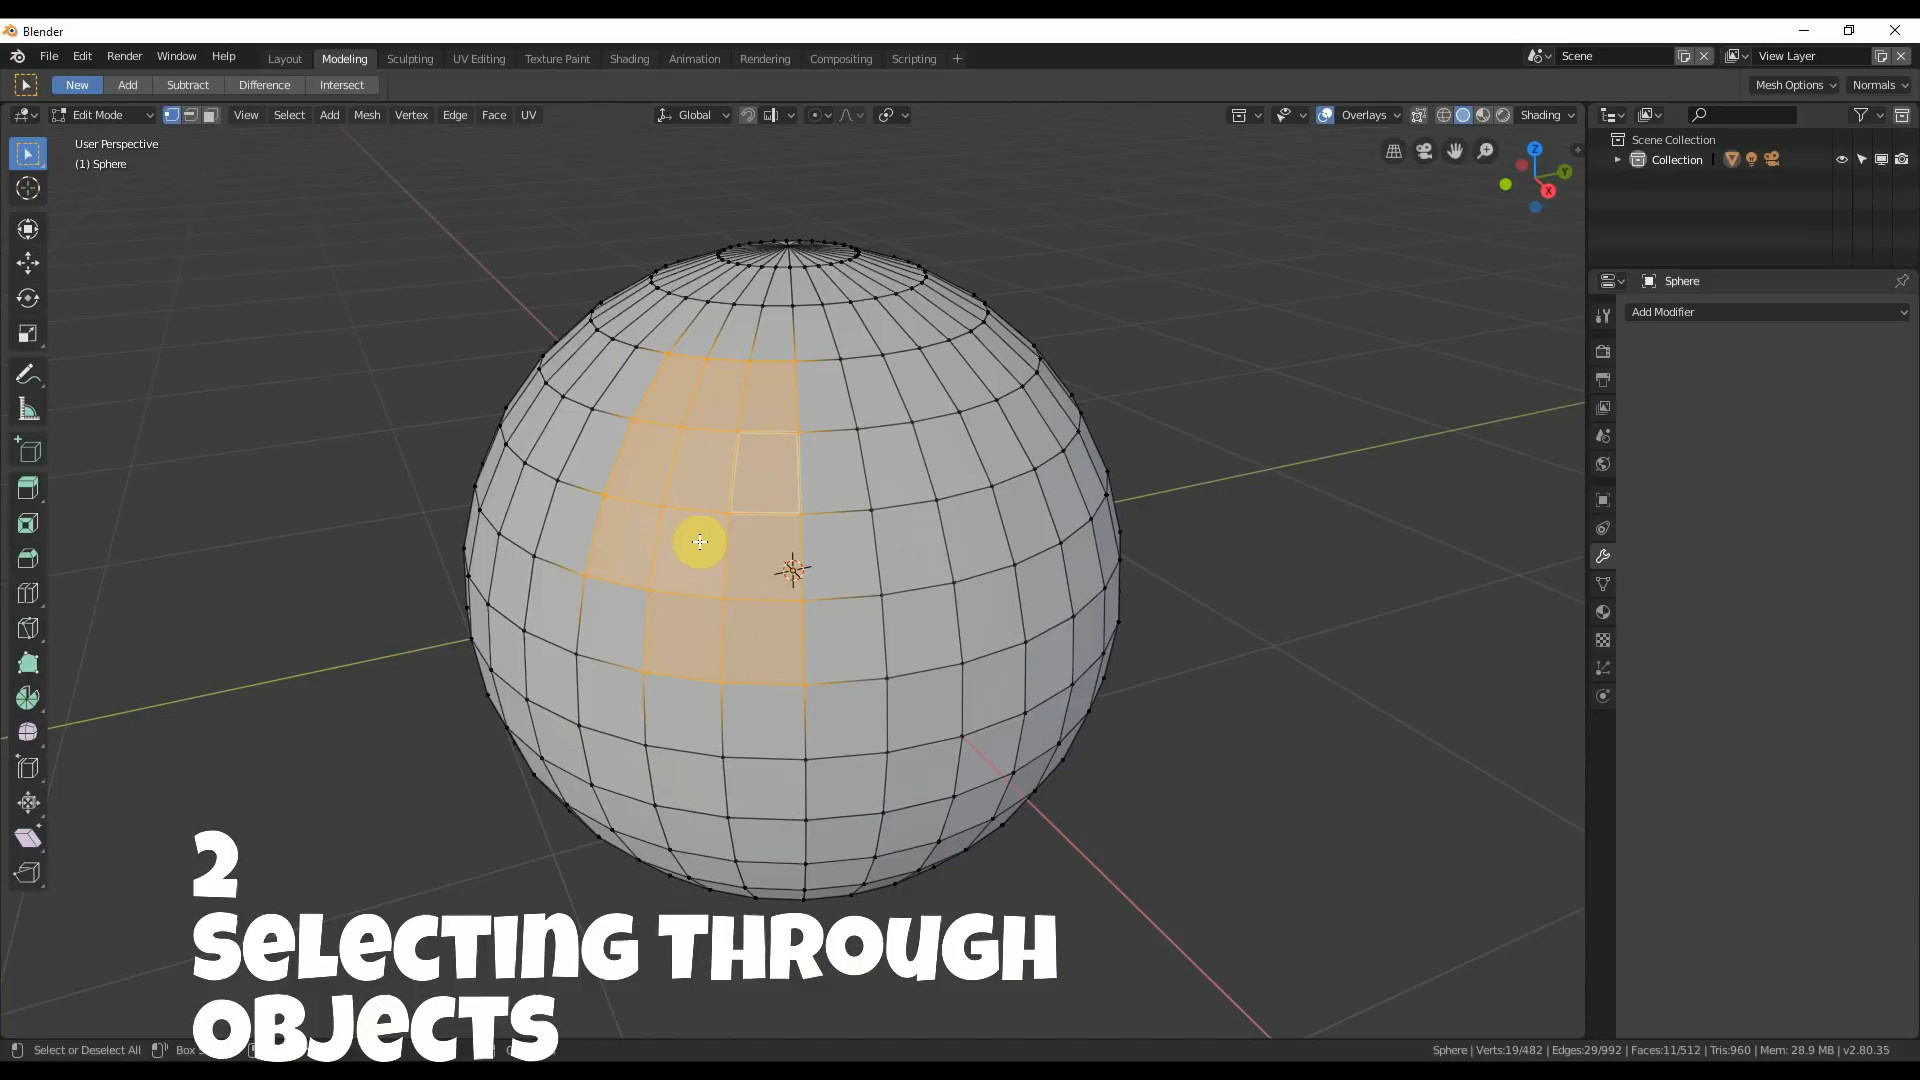 Blender
File Edit Render Window Help Layout Modeling Sculpting UV Editing Texture Paint Shading Animation Rendering Compositing Scripting + Scene View Layer
New Add Subtract Difference Intersect Mesh Options Normals
Edit Mode View Select Add Mesh Vertex Edge Face UV Global Overlays Shading
User Perspective
(1) Sphere
Scene Collection
Collection
Z
Y
X
Sphere
Add Modifier
2
Selecting Through
Objects
Select or Deselect All Box Sphere | Verts:19/482 | Edges:29/992 | Faces:11/512 | Tris:960 | Mem: 28.9 MB | v2.80.35